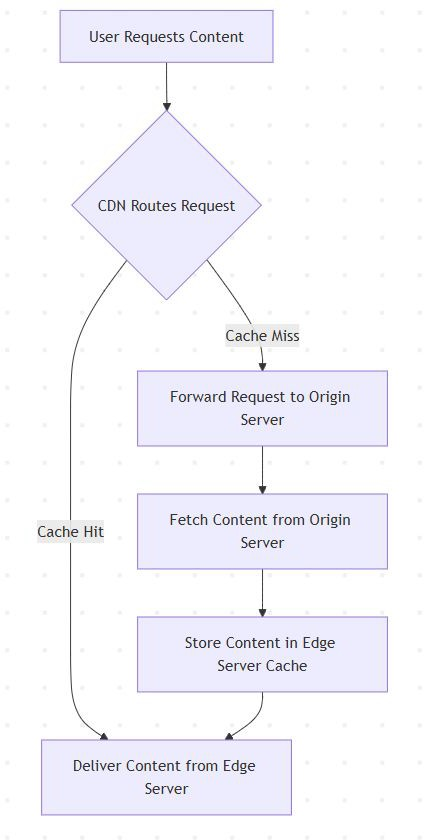 User Requests Content
CDN Routes Request
Cache Miss
Forward Request to Origin
Server
Fetch Content from Origin
Server
Cache Hit
Store Content in Edge
Server Cache
Deliver Content from Edge
Server